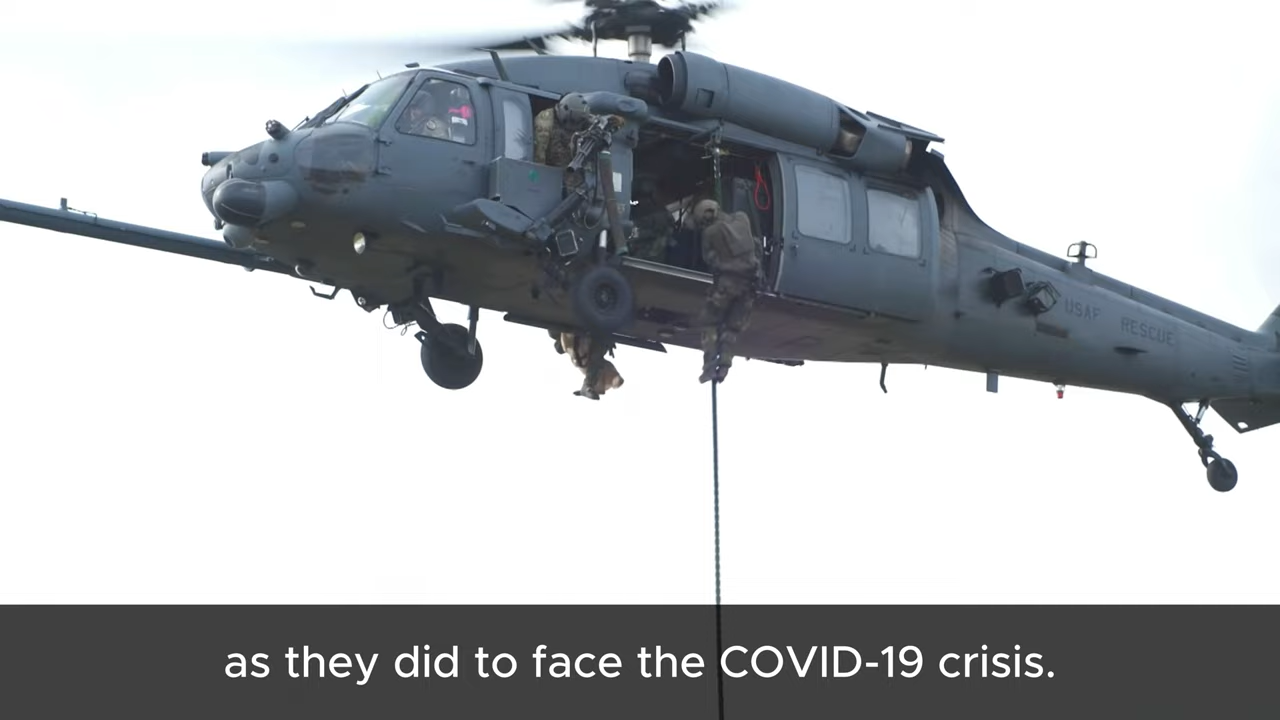 USAF RESCUE
as they did to face the COVID-19 crisis.